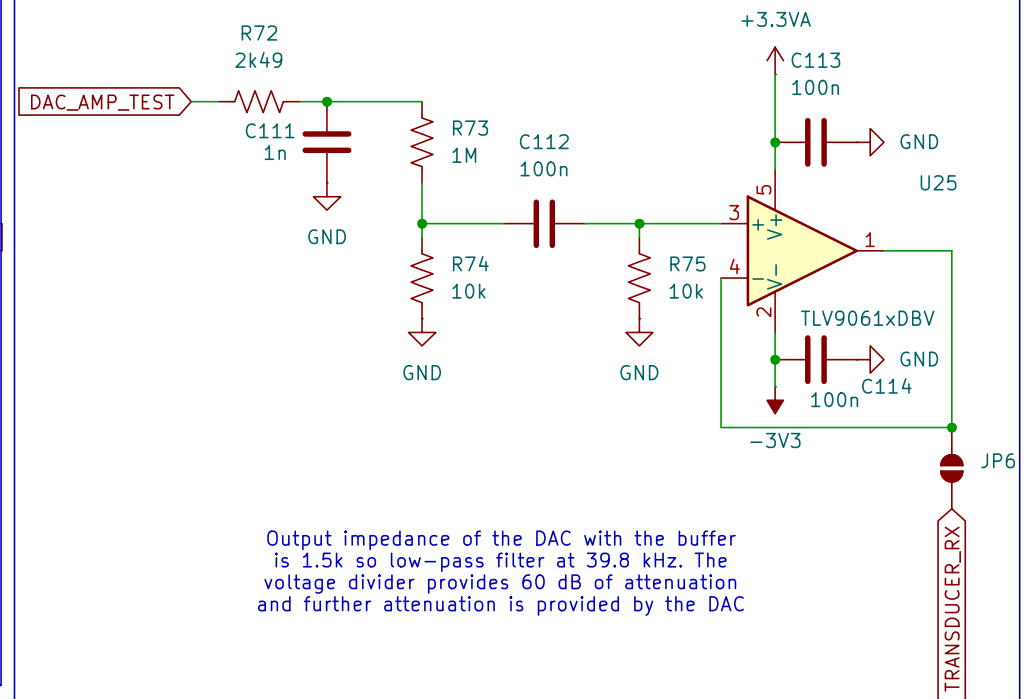 +3.3VA
R72
2k49
C113
100n
DAC_AMP_TEST
C111
1n
R73
1M
C112
100n
GND
U25
5
V+
3
+
GND
1
R74
10k
R75
10k
4
-
V-
2
TLV9061xDBV
GND
GND
GND
C114
100n
-3V3
JP6
Output impedance of the DAC with the buffer
is 1.5k so low-pass filter at 39.8 kHz. The
voltage divider provides 60 dB of attenuation
and further attenuation is provided by the DAC
TRANSDUCER_RX